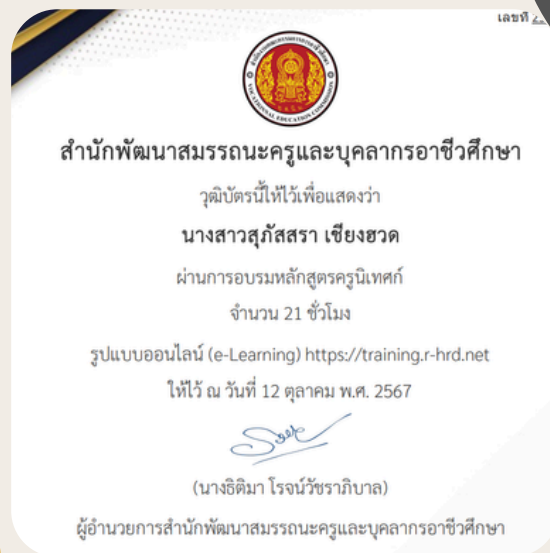 เลขที่
VOCATIONAL EDUCATION COMMISSION
สำนักพัฒนาสมรรถนะครูและบุคลากรอาชีวศึกษา
วุฒิบัตรนี้ให้ไว้เพื่อแสดงว่า
นางสาวสุภัสสรา เชียงฮวด
ผ่านการอบรมหลักสูตรครูนิเทศก์
จำนวน 21 ชั่วโมง
รูปแบบออนไลน์ (e-Learning) https://training.r-hrd.net
ให้ไว้ ณ วันที่ 12 ตุลาคม พ.ศ. 2567
(นางธิติมา โรจน์วัชราภิบาล)
ผู้อำนวยการสำนักพัฒนาสมรรถนะครูและบุคลากรอาชีวศึกษา